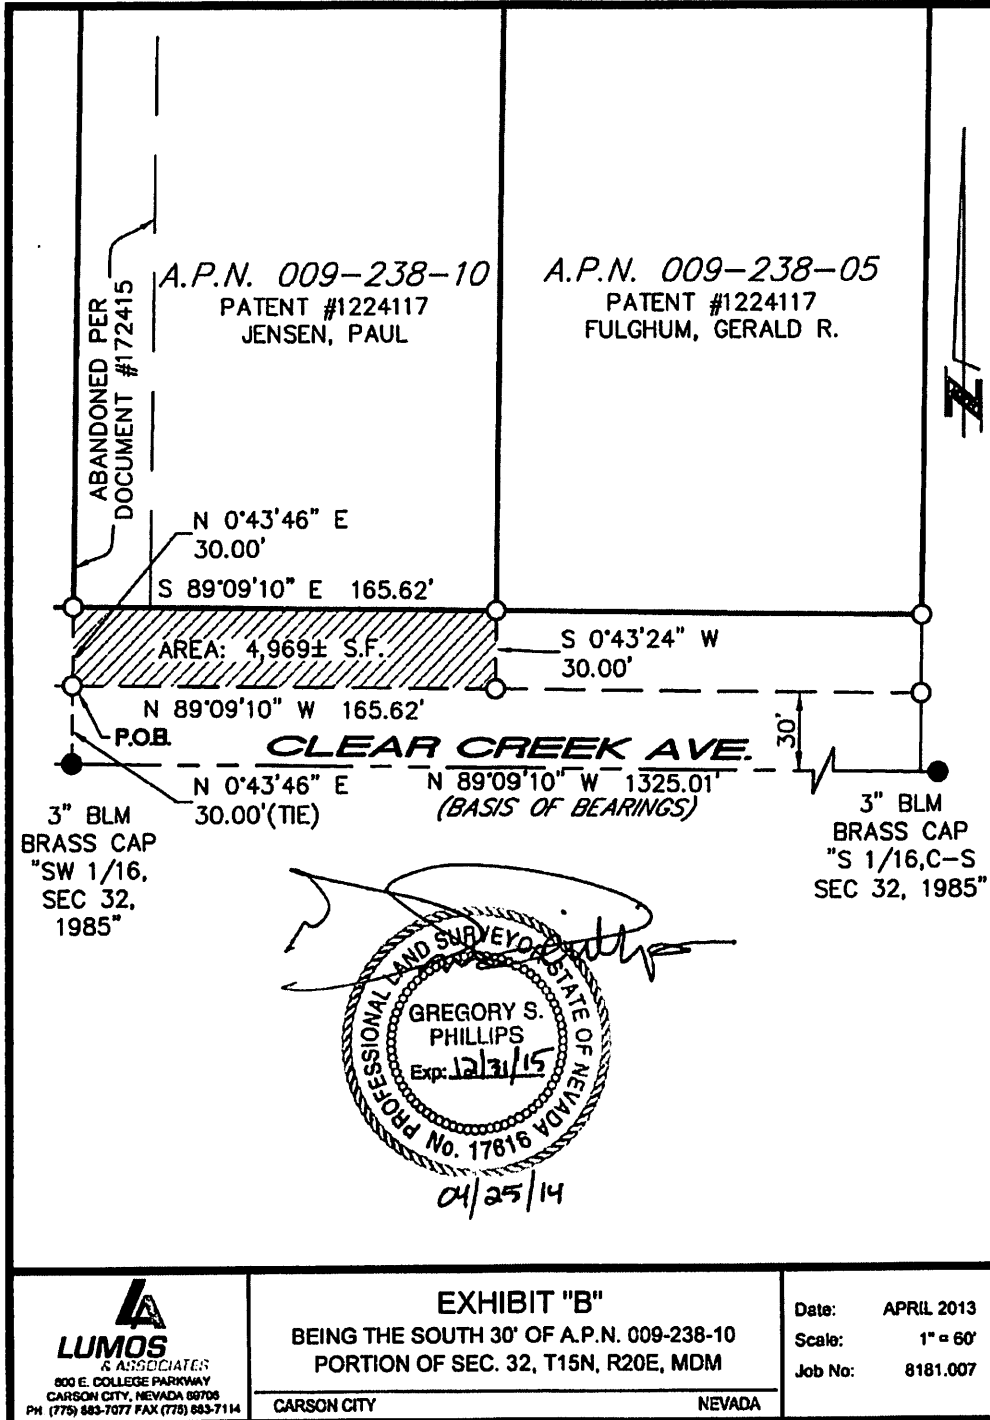 A.P.N. 009-238-10
PATENT #1224117
JENSEN, PAUL
A.P.N. 009-238-05
PATENT #1224117
FULGHUM, GERALD R.
ABANDONED PER
DOCUMENT #172415
N
N 0°43'46" E
30.00'
S 89°09'10" E 165.62'
AREA: 4,969± S.F.
S 0°43'24" W
30.00'
N 89°09'10" W 165.62'
P.O.B.
30'
CLEAR CREEK AVE.
N 0°43'46" E
30.00'(TIE)
N 89°09'10" W 1325.01'
(BASIS OF BEARINGS)
3" BLM
BRASS CAP
"SW 1/16,
SEC 32,
1985"
3" BLM
BRASS CAP
"S 1/16,C-S
SEC 32, 1985"
PROFESSIONAL LAND SURVEYOR STATE OF NEVADA
GREGORY S.
PHILLIPS
Exp: 12/31/15
No. 17616
04/25/14
LA
LUMOS
& ASSOCIATES
800 E. COLLEGE PARKWAY
CARSON CITY, NEVADA 89706
PH (775) 883-7077 FAX (775) 883-7114
EXHIBIT "B"
BEING THE SOUTH 30' OF A.P.N. 009-238-10
PORTION OF SEC. 32, T15N, R20E, MDM
CARSON CITY NEVADA
Date: APRIL 2013
Scale: 1" = 60'
Job No: 8181.007